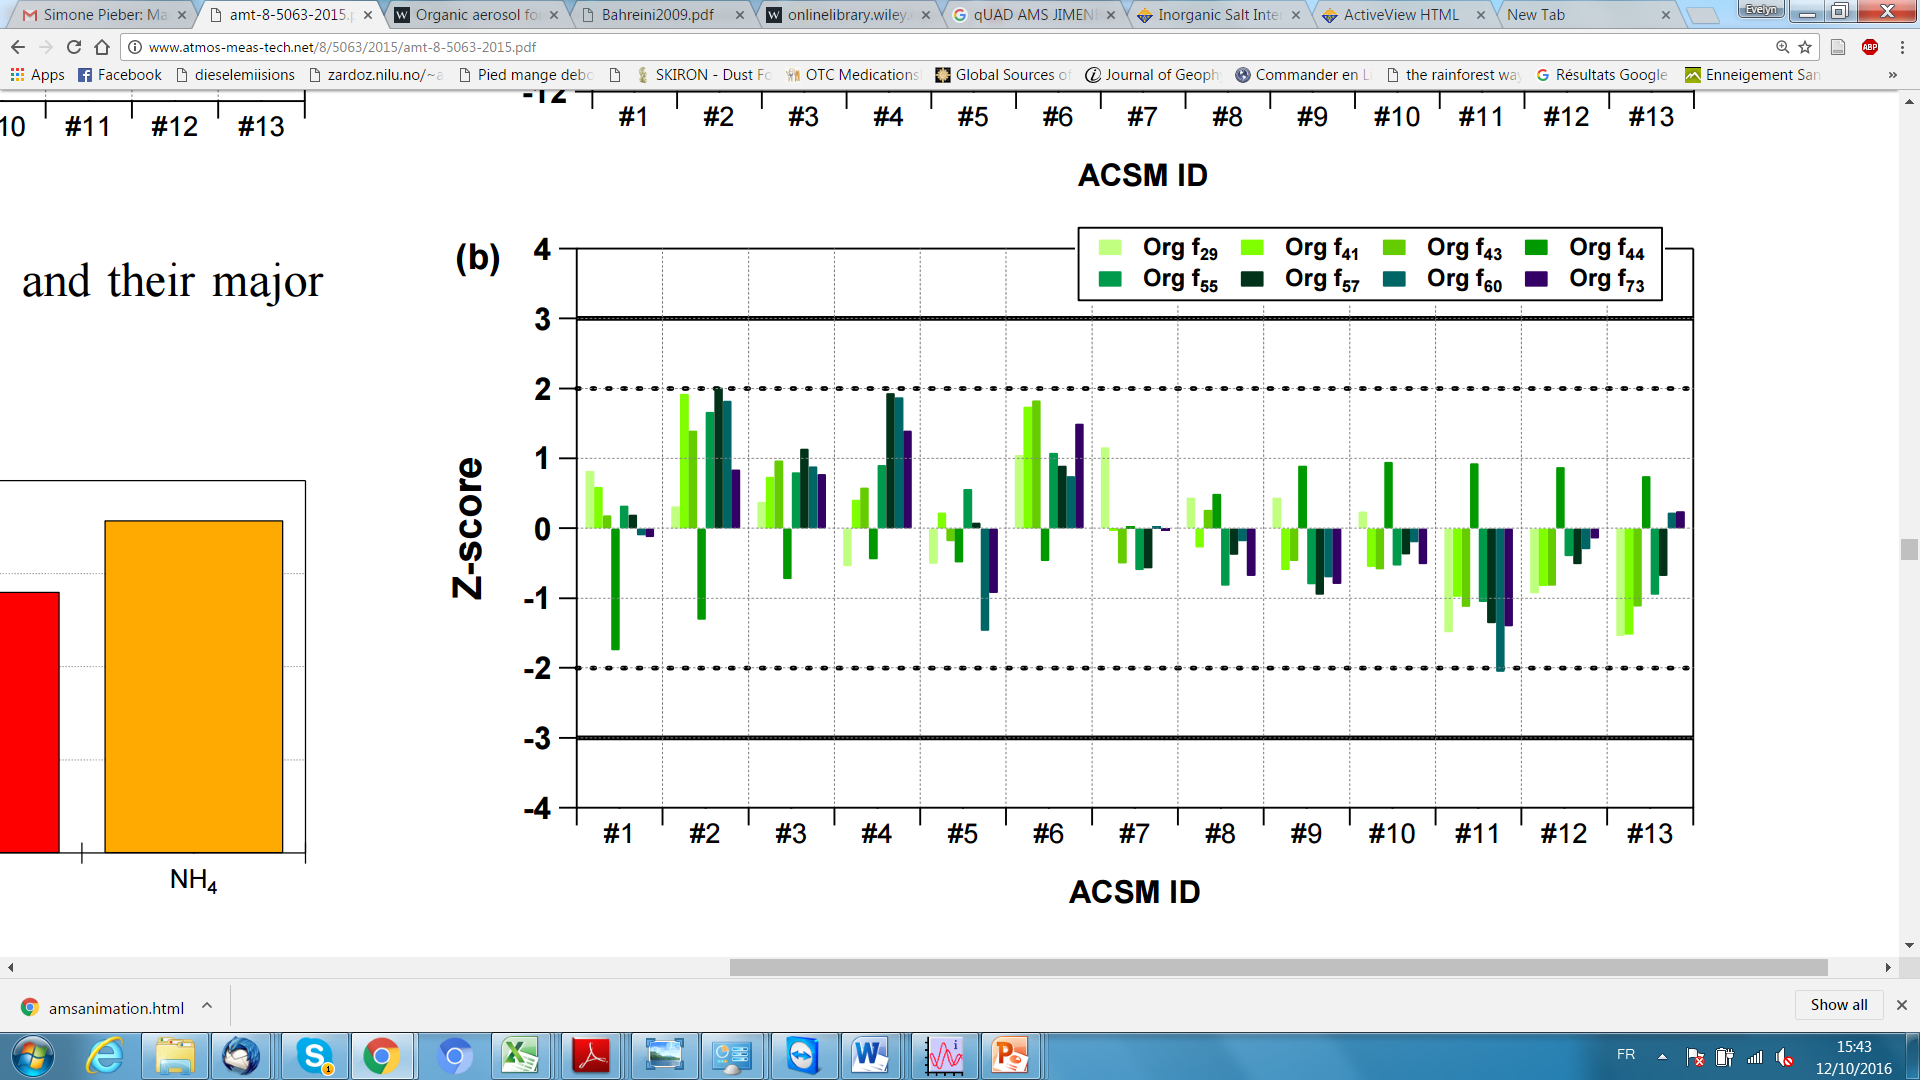 Simone Pieber: Ma
amt-8-5063-2015.p
Organic aerosol fo
Bahreini2009.pdf
onlinelibrary.wiley.
qUAD AMS JIMEN
Inorganic Salt Inte
ActiveView HTML
New Tab
Evelyn
www.atmos-meas-tech.net/8/5063/2015/amt-8-5063-2015.pdf
ABP
Apps Facebook dieselemiisions zardoz.nilu.no/~a Pied mange debo SKIRON - Dust Fo OTC Medications Global Sources of Journal of Geoph Commander en Li the rainforest way Résultats Google Enneigement San »
10 #11 #12 #13
-12
#1 #2 #3 #4 #5 #6 #7 #8 #9 #10 #11 #12 #13
ACSM ID
and their major
NH4
(b)
Org f29 Org f41 Org f43 Org f44
Org f55 Org f57 Org f60 Org f73
4
3
2
1
0
-1
-2
-3
-4
Z-score
#1 #2 #3 #4 #5 #6 #7 #8 #9 #10 #11 #12 #13
ACSM ID
amsanimation.html
Show all
FR
15:43
12/10/2016